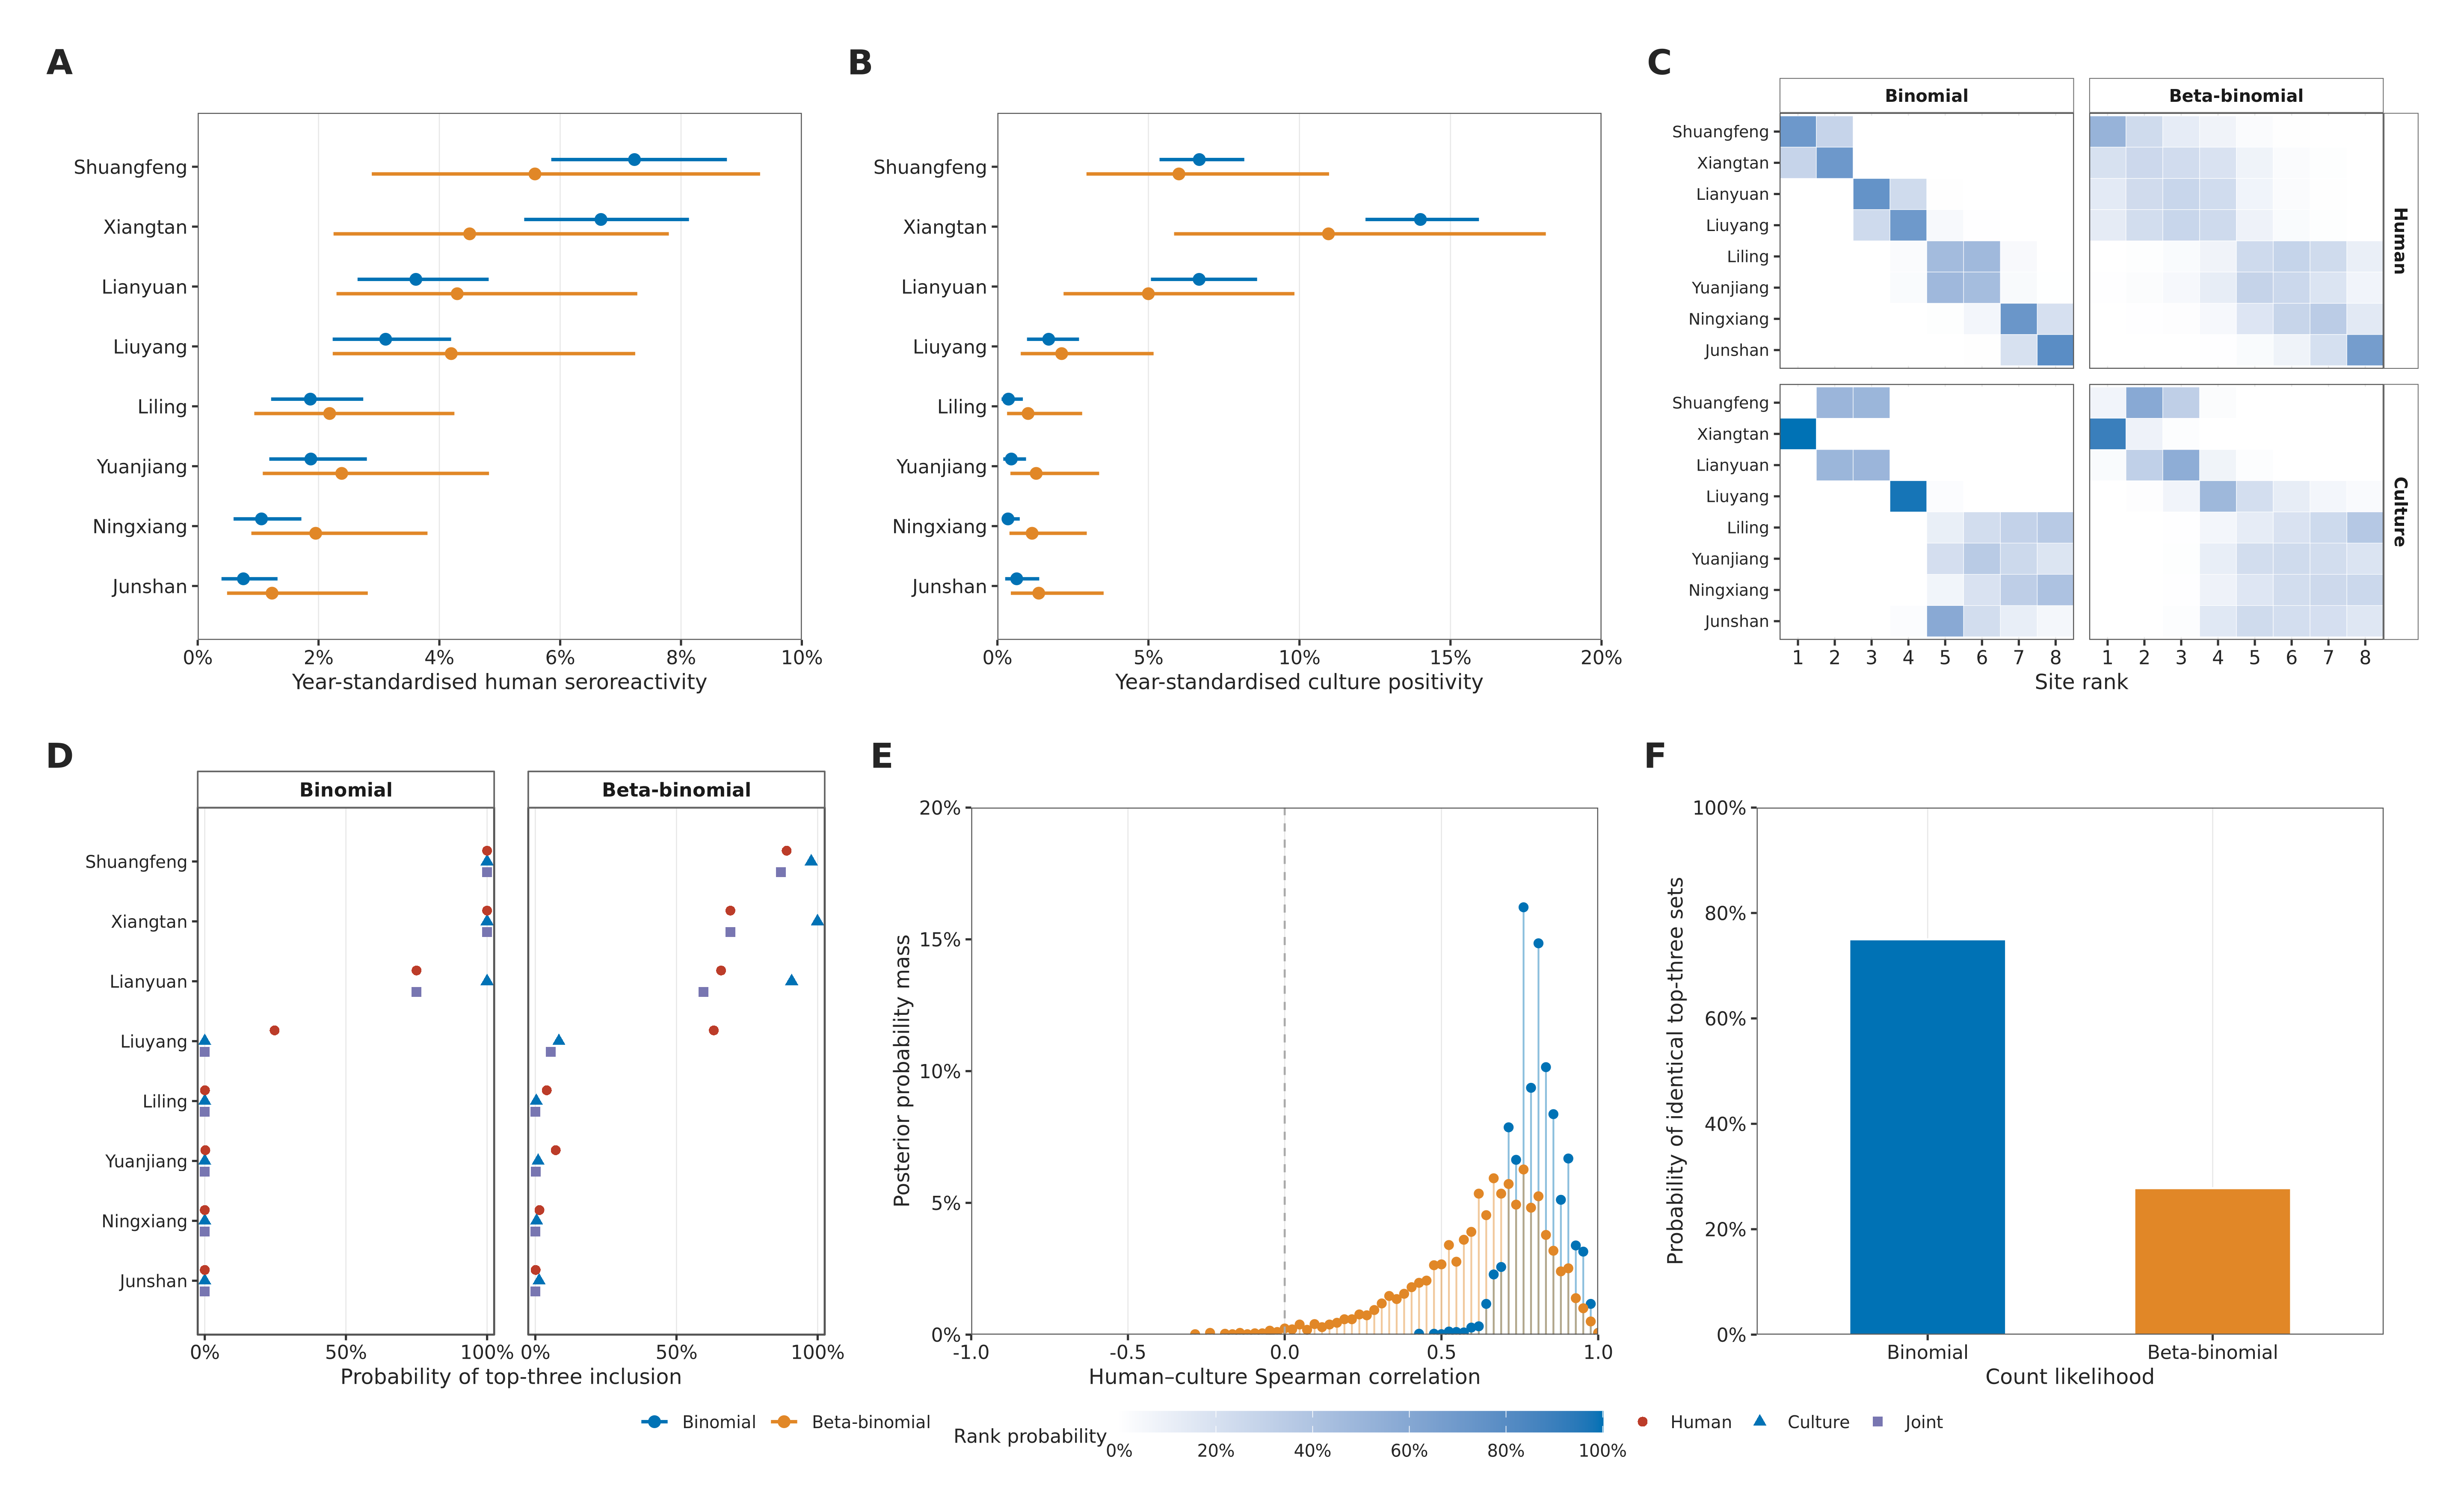 A
Shuangfeng
Xiangtan
Lianyuan
Liuyang
Liling
Yuanjiang
Ningxiang
Junshan
0% 2% 4% 6% 8% 10%
Year-standardised human seroreactivity
B
Shuangfeng
Xiangtan
Lianyuan
Liuyang
Liling
Yuanjiang
Ningxiang
Junshan
0% 5% 10% 15% 20%
Year-standardised culture positivity
C
Binomial Beta-binomial
Shuangfeng
Xiangtan
Lianyuan
Liuyang
Liling
Yuanjiang
Ningxiang
Junshan
Human
Shuangfeng
Xiangtan
Lianyuan
Liuyang
Liling
Yuanjiang
Ningxiang
Junshan
Culture
1 2 3 4 5 6 7 8 1 2 3 4 5 6 7 8
Site rank
D
Binomial Beta-binomial
Shuangfeng
Xiangtan
Lianyuan
Liuyang
Liling
Yuanjiang
Ningxiang
Junshan
0% 50% 100% 0% 50% 100%
Probability of top-three inclusion
E
Posterior probability mass
20%
15%
10%
5%
0%
-1.0 -0.5 0.0 0.5 1.0
Human–culture Spearman correlation
F
Probability of identical top-three sets
100%
80%
60%
40%
20%
0%
Binomial Beta-binomial
Count likelihood
Binomial Beta-binomial
Rank probability
0% 20% 40% 60% 80% 100%
Human Culture Joint